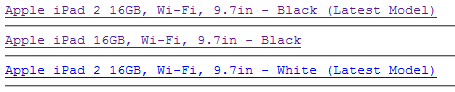 Apple iPad 2 16GB, Wi-Fi, 9.7in - Black (Latest Model)
Apple iPad 16GB, Wi-Fi, 9.7in - Black
Apple iPad 2 16GB, Wi-Fi, 9.7in - White (Latest Model)